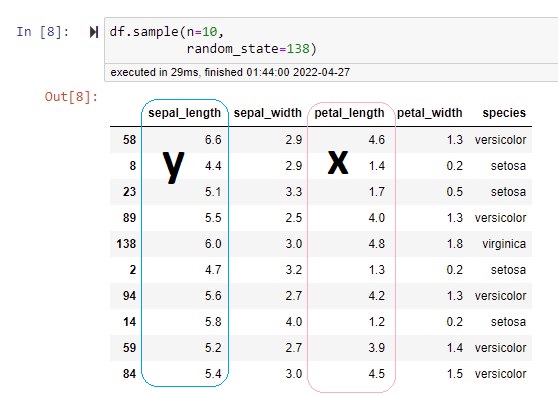 In [8]: df.sample(n=10,
random_state=138)
executed in 29ms, finished 01:44:00 2022-04-27
Out[8]:
sepal_length sepal_width petal_length petal_width species
58 6.6 2.9 4.6 1.3 versicolor
8 4.4 2.9 1.4 0.2 setosa
y x
23 5.1 3.3 1.7 0.5 setosa
89 5.5 2.5 4.0 1.3 versicolor
138 6.0 3.0 4.8 1.8 virginica
2 4.7 3.2 1.3 0.2 setosa
94 5.6 2.7 4.2 1.3 versicolor
14 5.8 4.0 1.2 0.2 setosa
59 5.2 2.7 3.9 1.4 versicolor
84 5.4 3.0 4.5 1.5 versicolor